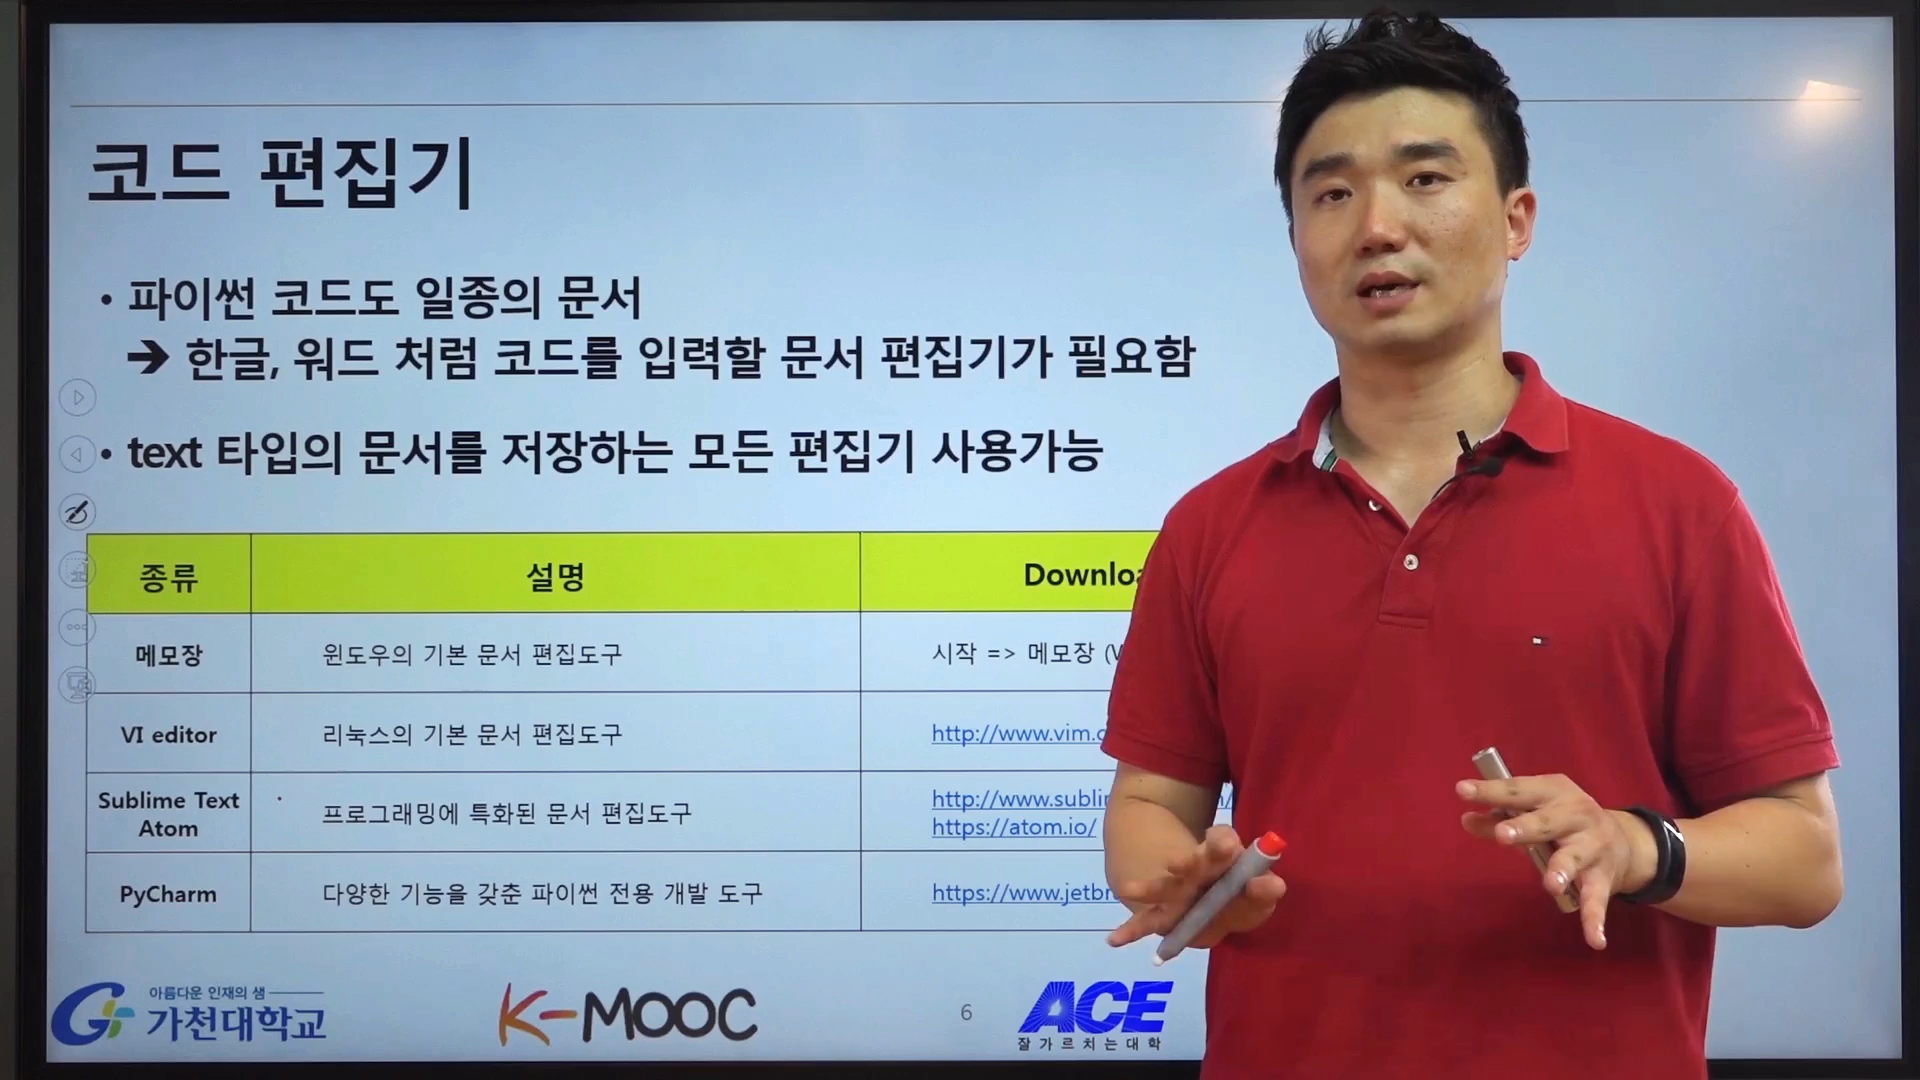 코드 편집기
• 파이썬 코드도 일종의 문서
➔ 한글, 워드 처럼 코드를 입력할 문서 편집기가 필요함
• text 타입의 문서를 저장하는 모든 편집기 사용가능
종류 설명
메모장 윈도우의 기본 문서 편집도구 시작 => 메모장
VI editor 리눅스의 기본 문서 편집도구 http://www.vim.
Sublime Text
Atom
프로그래밍에 특화된 문서 편집도구
http://www.subli
https://atom.io/
PyCharm 다양한 기능을 갖춘 파이썬 전용 개발 도구 https://www.jetbr
아름다운 인재의 샘
가천대학교
K-MOOC
6
ACE
잘가르치는대학